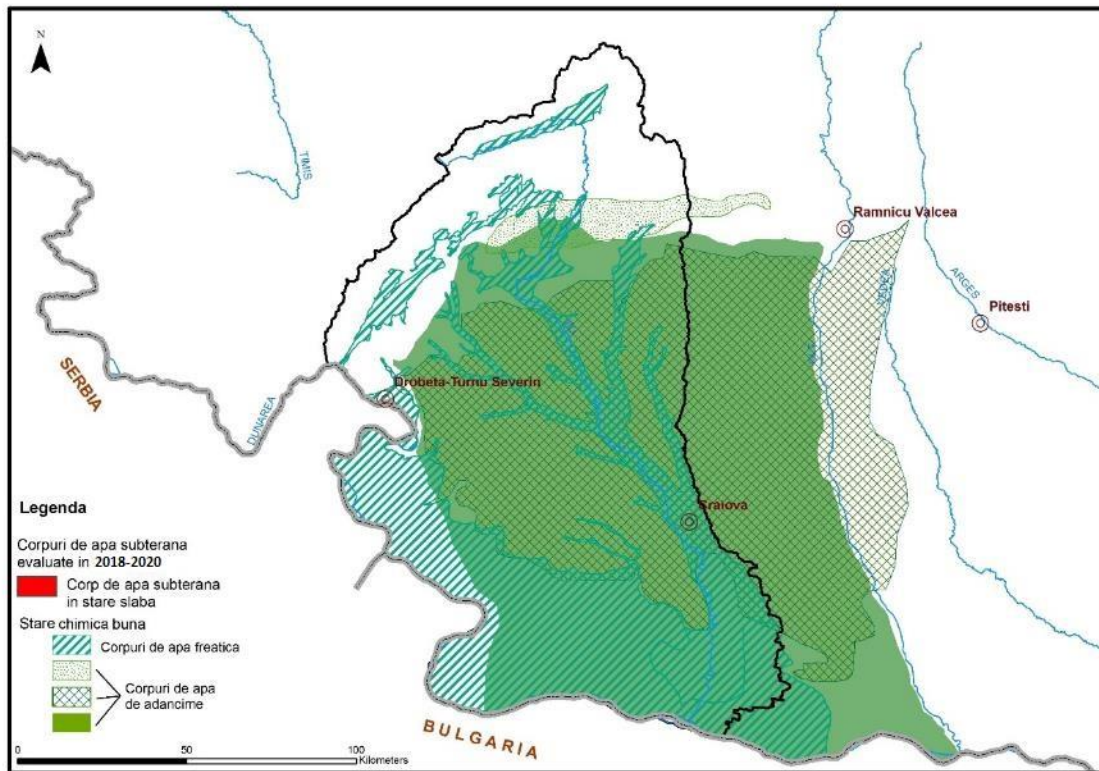 N
TIMIS
Ramnicu Valcea
VEDEA
ARGES
Pitesti
SERBIA
DUNAREA
Drobeta-Turnu Severin
Craiova
BULGARIA
Legenda
Corpuri de apa subterana
evaluate in 2018-2020
Corp de apa subterana
in stare slaba
Stare chimica buna
Corpuri de apa freatica
Corpuri de apa
de adancime
0 50 100
Kilometers